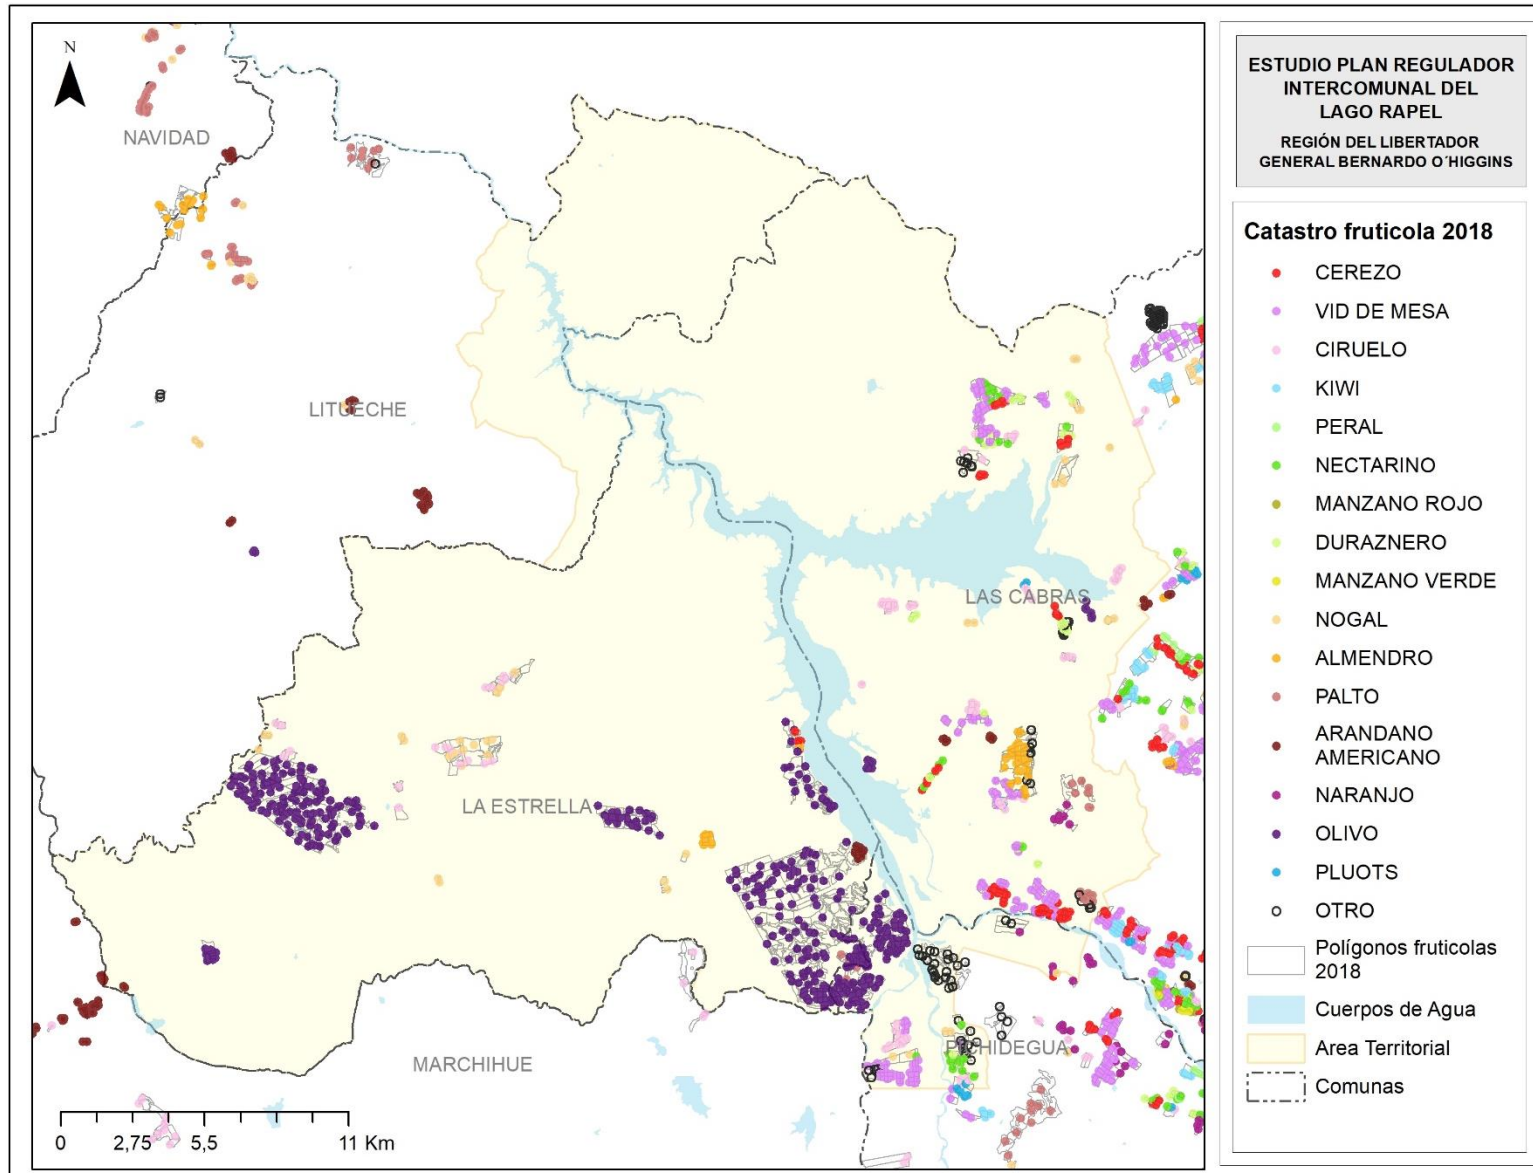 N
NAVIDAD
LITUECHE
LAS CABRAS
LA ESTRELLA
PICHIDEGUA
MARCHIHUE
0 2,75 5,5 11 Km
ESTUDIO PLAN REGULADOR
INTERCOMUNAL DEL
LAGO RAPEL
REGIÓN DEL LIBERTADOR
GENERAL BERNARDO O´HIGGINS
Catastro fruticola 2018
CEREZO
VID DE MESA
CIRUELO
KIWI
PERAL
NECTARINO
MANZANO ROJO
DURAZNERO
MANZANO VERDE
NOGAL
ALMENDRO
PALTO
ARANDANO
AMERICANO
NARANJO
OLIVO
PLUOTS
OTRO
Polígonos fruticolas
2018
Cuerpos de Agua
Area Territorial
Comunas